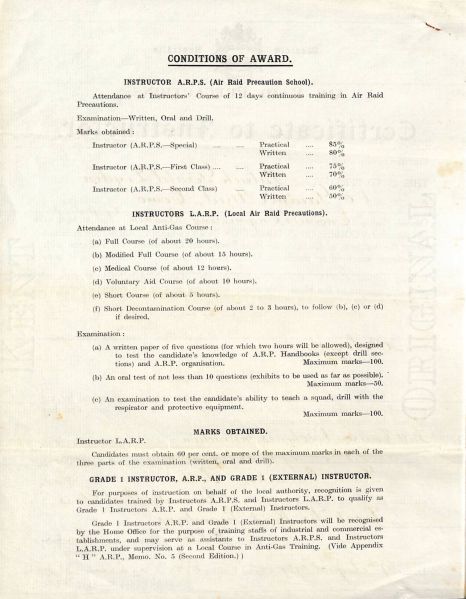 CONDITIONS OF AWARD.
INSTRUCTOR A.R.P.S. (Air Raid Precaution School).
Attendance at Instructors' Course of 12 days continuous training in Air Raid
Precautions.
Examination—Written, Oral and Drill.
Marks obtained :
Instructor (A.R.P.S.—Special) .... .... Practical .... 85%
Written .... 80%
Instructor (A.R.P.S.—First Class) .... .... Practical .... 75%
Written .... 70%
Instructor (A.R.P.S.—Second Class) .... Practical .... 60%
Written .... 50%
INSTRUCTORS L.A.R.P. (Local Air Raid Precautions).
Attendance at Local Anti-Gas Course :
(a) Full Course (of about 20 hours).
(b) Modified Full Course (of about 15 hours).
(c) Medical Course (of about 12 hours).
(d) Voluntary Aid Course (of about 10 hours).
(e) Short Course (of about 5 hours).
(f) Short Decontamination Course (of about 2 to 3 hours), to follow (b), (c) or (d)
if desired.
Examination :
(a) A written paper of five questions (for which two hours will be allowed), designed
to test the candidate's knowledge of A.R.P. Handbooks (except drill sec-
tions) and A.R.P. organisation. Maximum marks—100.
(b) An oral test of not less than 10 questions (exhibits to be used as far as possible).
Maximum marks—50.
(c) An examination to test the candidate's ability to teach a squad, drill with the
respirator and protective equipment.
Maximum marks—100.
MARKS OBTAINED.
Instructor L.A.R.P.
Candidates must obtain 60 per cent. or more of the maximum marks in each of the
three parts of the examination (written, oral and drill).
GRADE 1 INSTRUCTOR, A.R.P., AND GRADE 1 (EXTERNAL) INSTRUCTOR.
For purposes of instruction on behalf of the local authority, recognition is given
to candidates trained by Instructors A.R.P.S. and Instructors L.A.R.P. to qualify as
Grade 1 Instructors A.R.P. and Grade 1 (External) Instructors.
Grade 1 Instructors A.R.P. and Grade 1 (External) Instructors will be recognised
by the Home Office for the purpose of training staffs of industrial and commercial es-
tablishments, and may serve as assistants to Instructors A.R.P.S. and Instructors
L.A.R.P. under supervision at a Local Course in Anti-Gas Training. (Vide Appendix
" H " A.R.P., Memo. No. 5 (Second Edition.) )